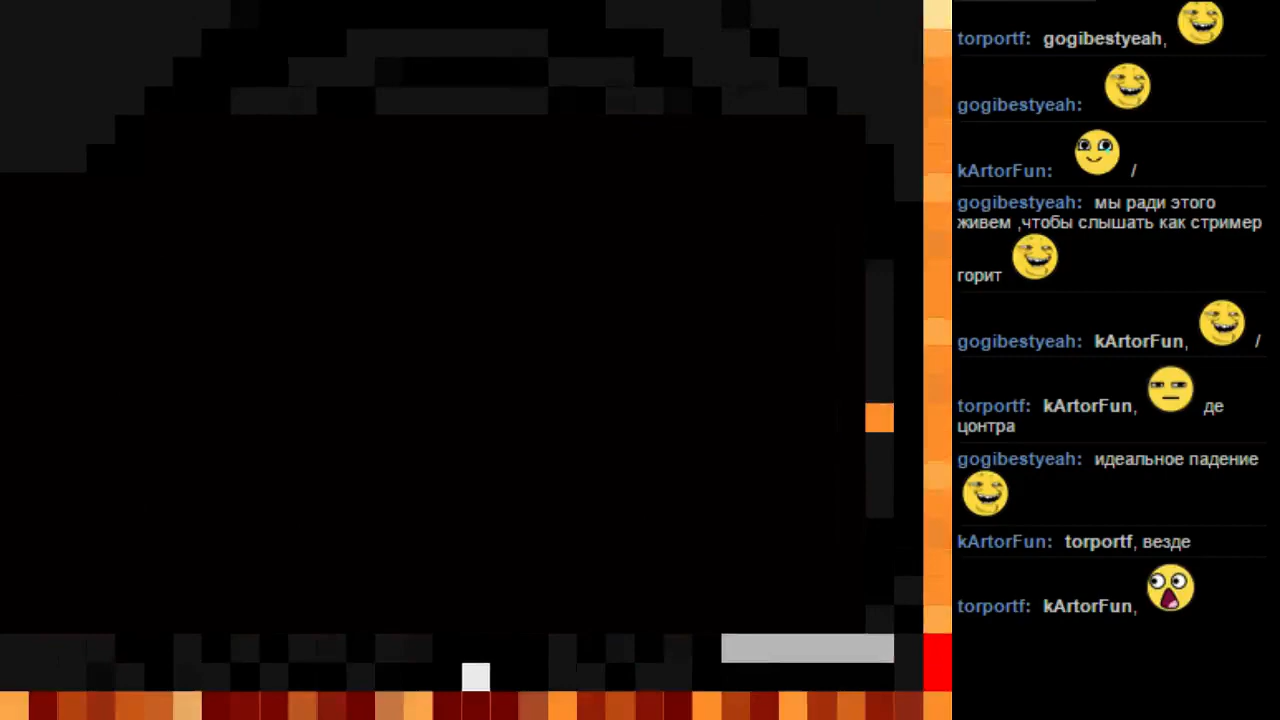 torportf: gogibestyeah,
gogibestyeah:
kArtorFun: /
gogibestyeah: мы ради этого
живем ,чтобы слышать как стример
горит
gogibestyeah: kArtorFun, /
torportf: kArtorFun, де
цонтра
gogibestyeah: идеальное падение
kArtorFun: torportf, везде
torportf: kArtorFun,